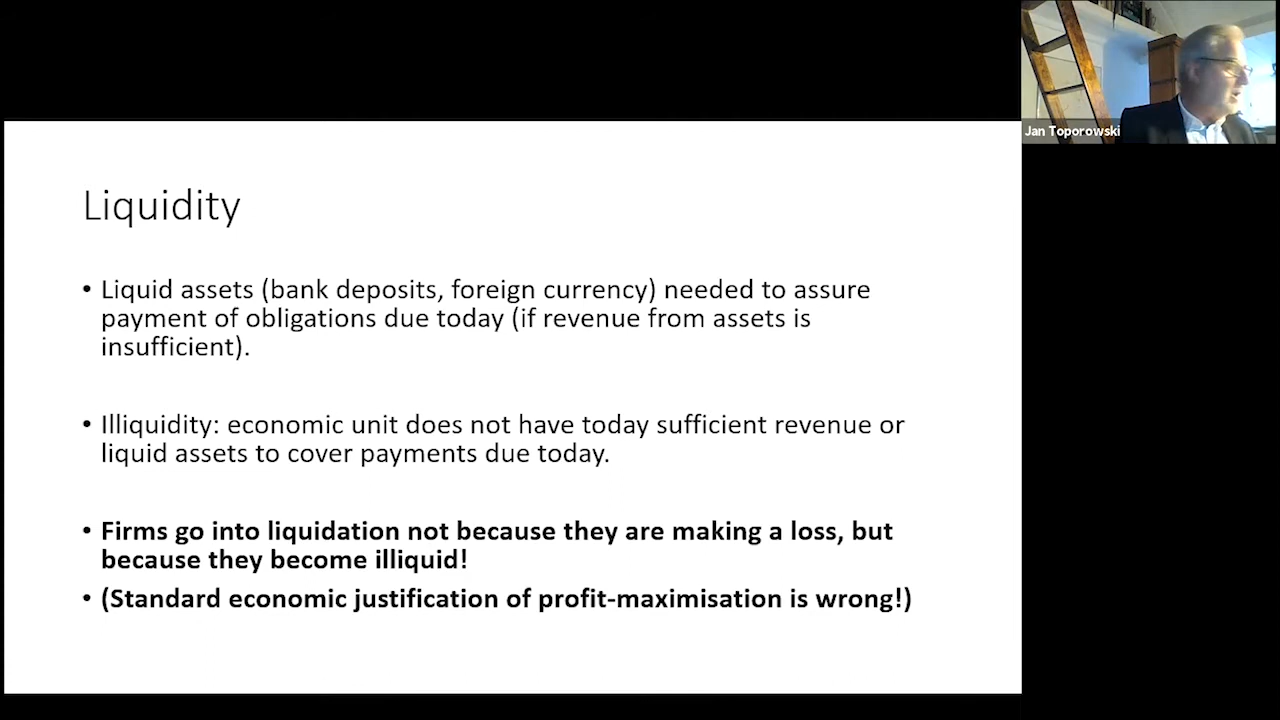 Jan Toporowski
Liquidity
• Liquid assets (bank deposits, foreign currency) needed to assure
payment of obligations due today (if revenue from assets is
insufficient).
• Illiquidity: economic unit does not have today sufficient revenue or
liquid assets to cover payments due today.
• Firms go into liquidation not because they are making a loss, but
because they become illiquid!
• (Standard economic justification of profit-maximisation is wrong!)